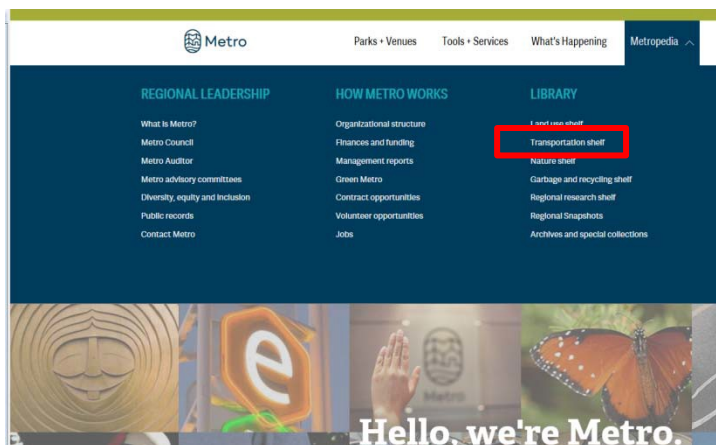 Metro
Parks + Venues Tools + Services What's Happening Metropedia
REGIONAL LEADERSHIP
What is Metro?
Metro Council
Metro Auditor
Metro advisory committees
Diversity, equity and inclusion
Public records
Contact Metro
HOW METRO WORKS
Organizational structure
Finances and funding
Management reports
Green Metro
Contract opportunities
Volunteer opportunities
Jobs
LIBRARY
Land use shelf
Transportation shelf
Nature shelf
Garbage and recycling shelf
Regional research shelf
Regional Snapshots
Archives and special collections
e
Metro
Hello, we're Metro